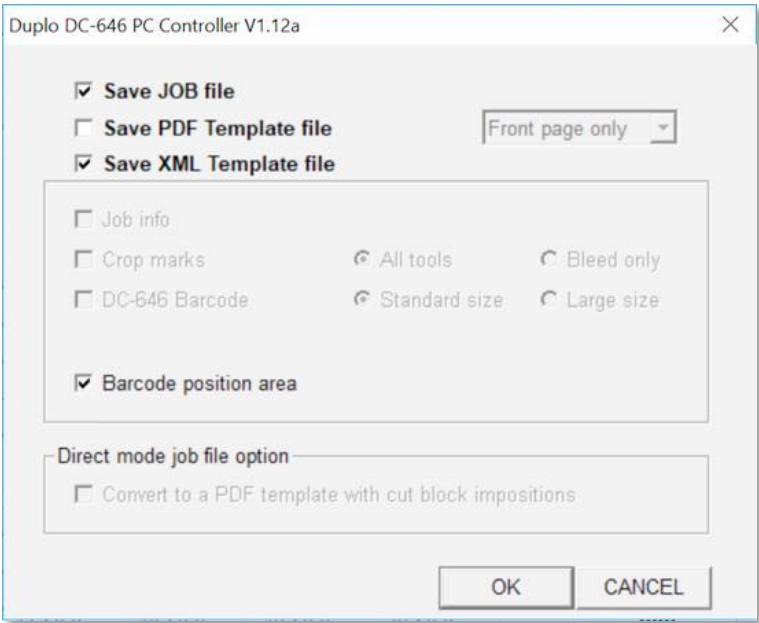 Duplo DC-646 PC Controller V1.12a
Save JOB file
Save PDF Template file Front page only
Save XML Template file
Job info
Crop marks All tools Bleed only
DC-646 Barcode Standard size Large size
Barcode position area
Direct mode job file option
Convert to a PDF template with cut block impositions
OK CANCEL